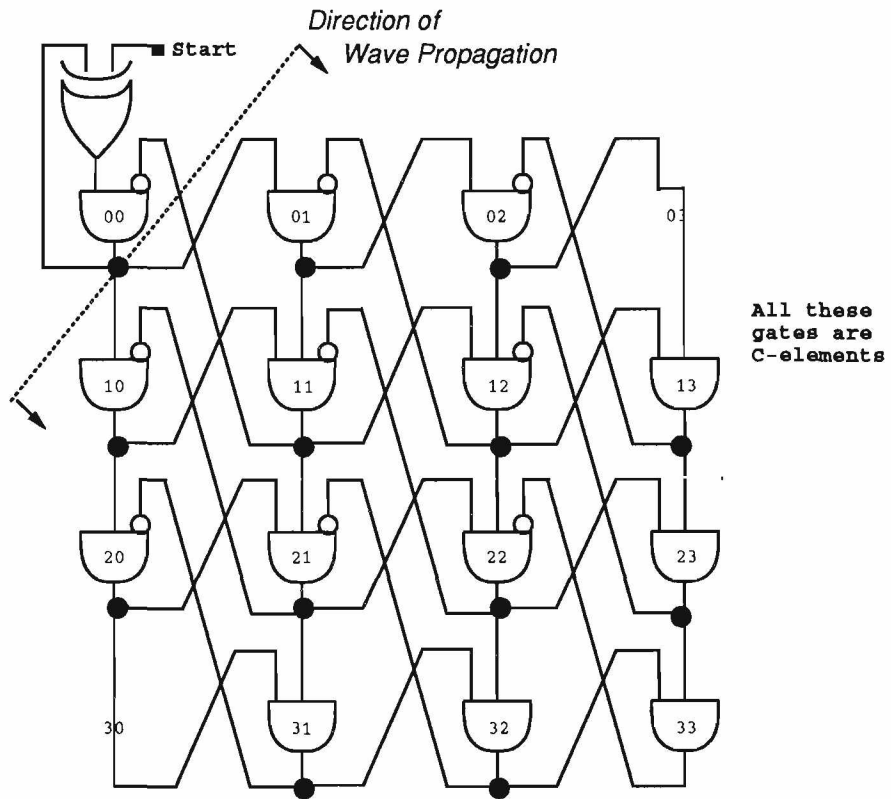 Direction of
Wave Propagation
Start
00
01
02
03
10
11
12
13
All these
gates are
C-elements
20
21
22
23
30
31
32
33